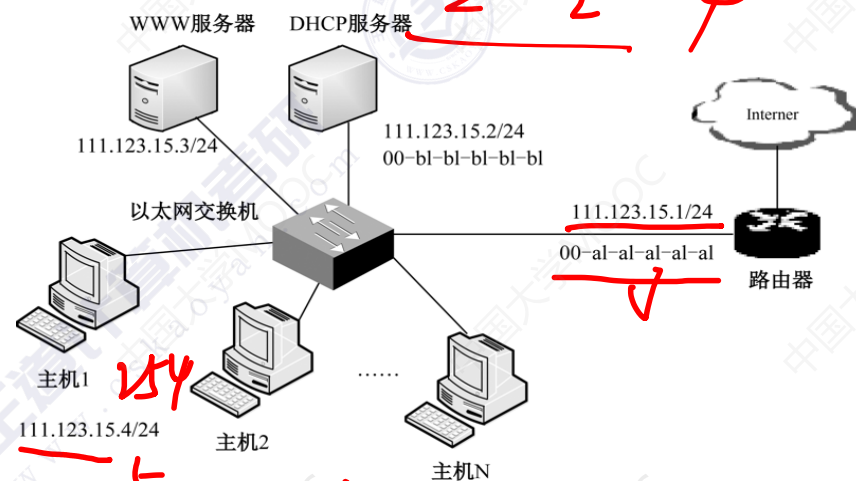 WWW服务器
DHCP服务器
111.123.15.3/24
111.123.15.2/24
00-bl-bl-bl-bl-bl
Interner
以太网交换机
111.123.15.1/24
00-al-al-al-al-al
路由器
主机1
254
111.123.15.4/24
主机2
……
主机N